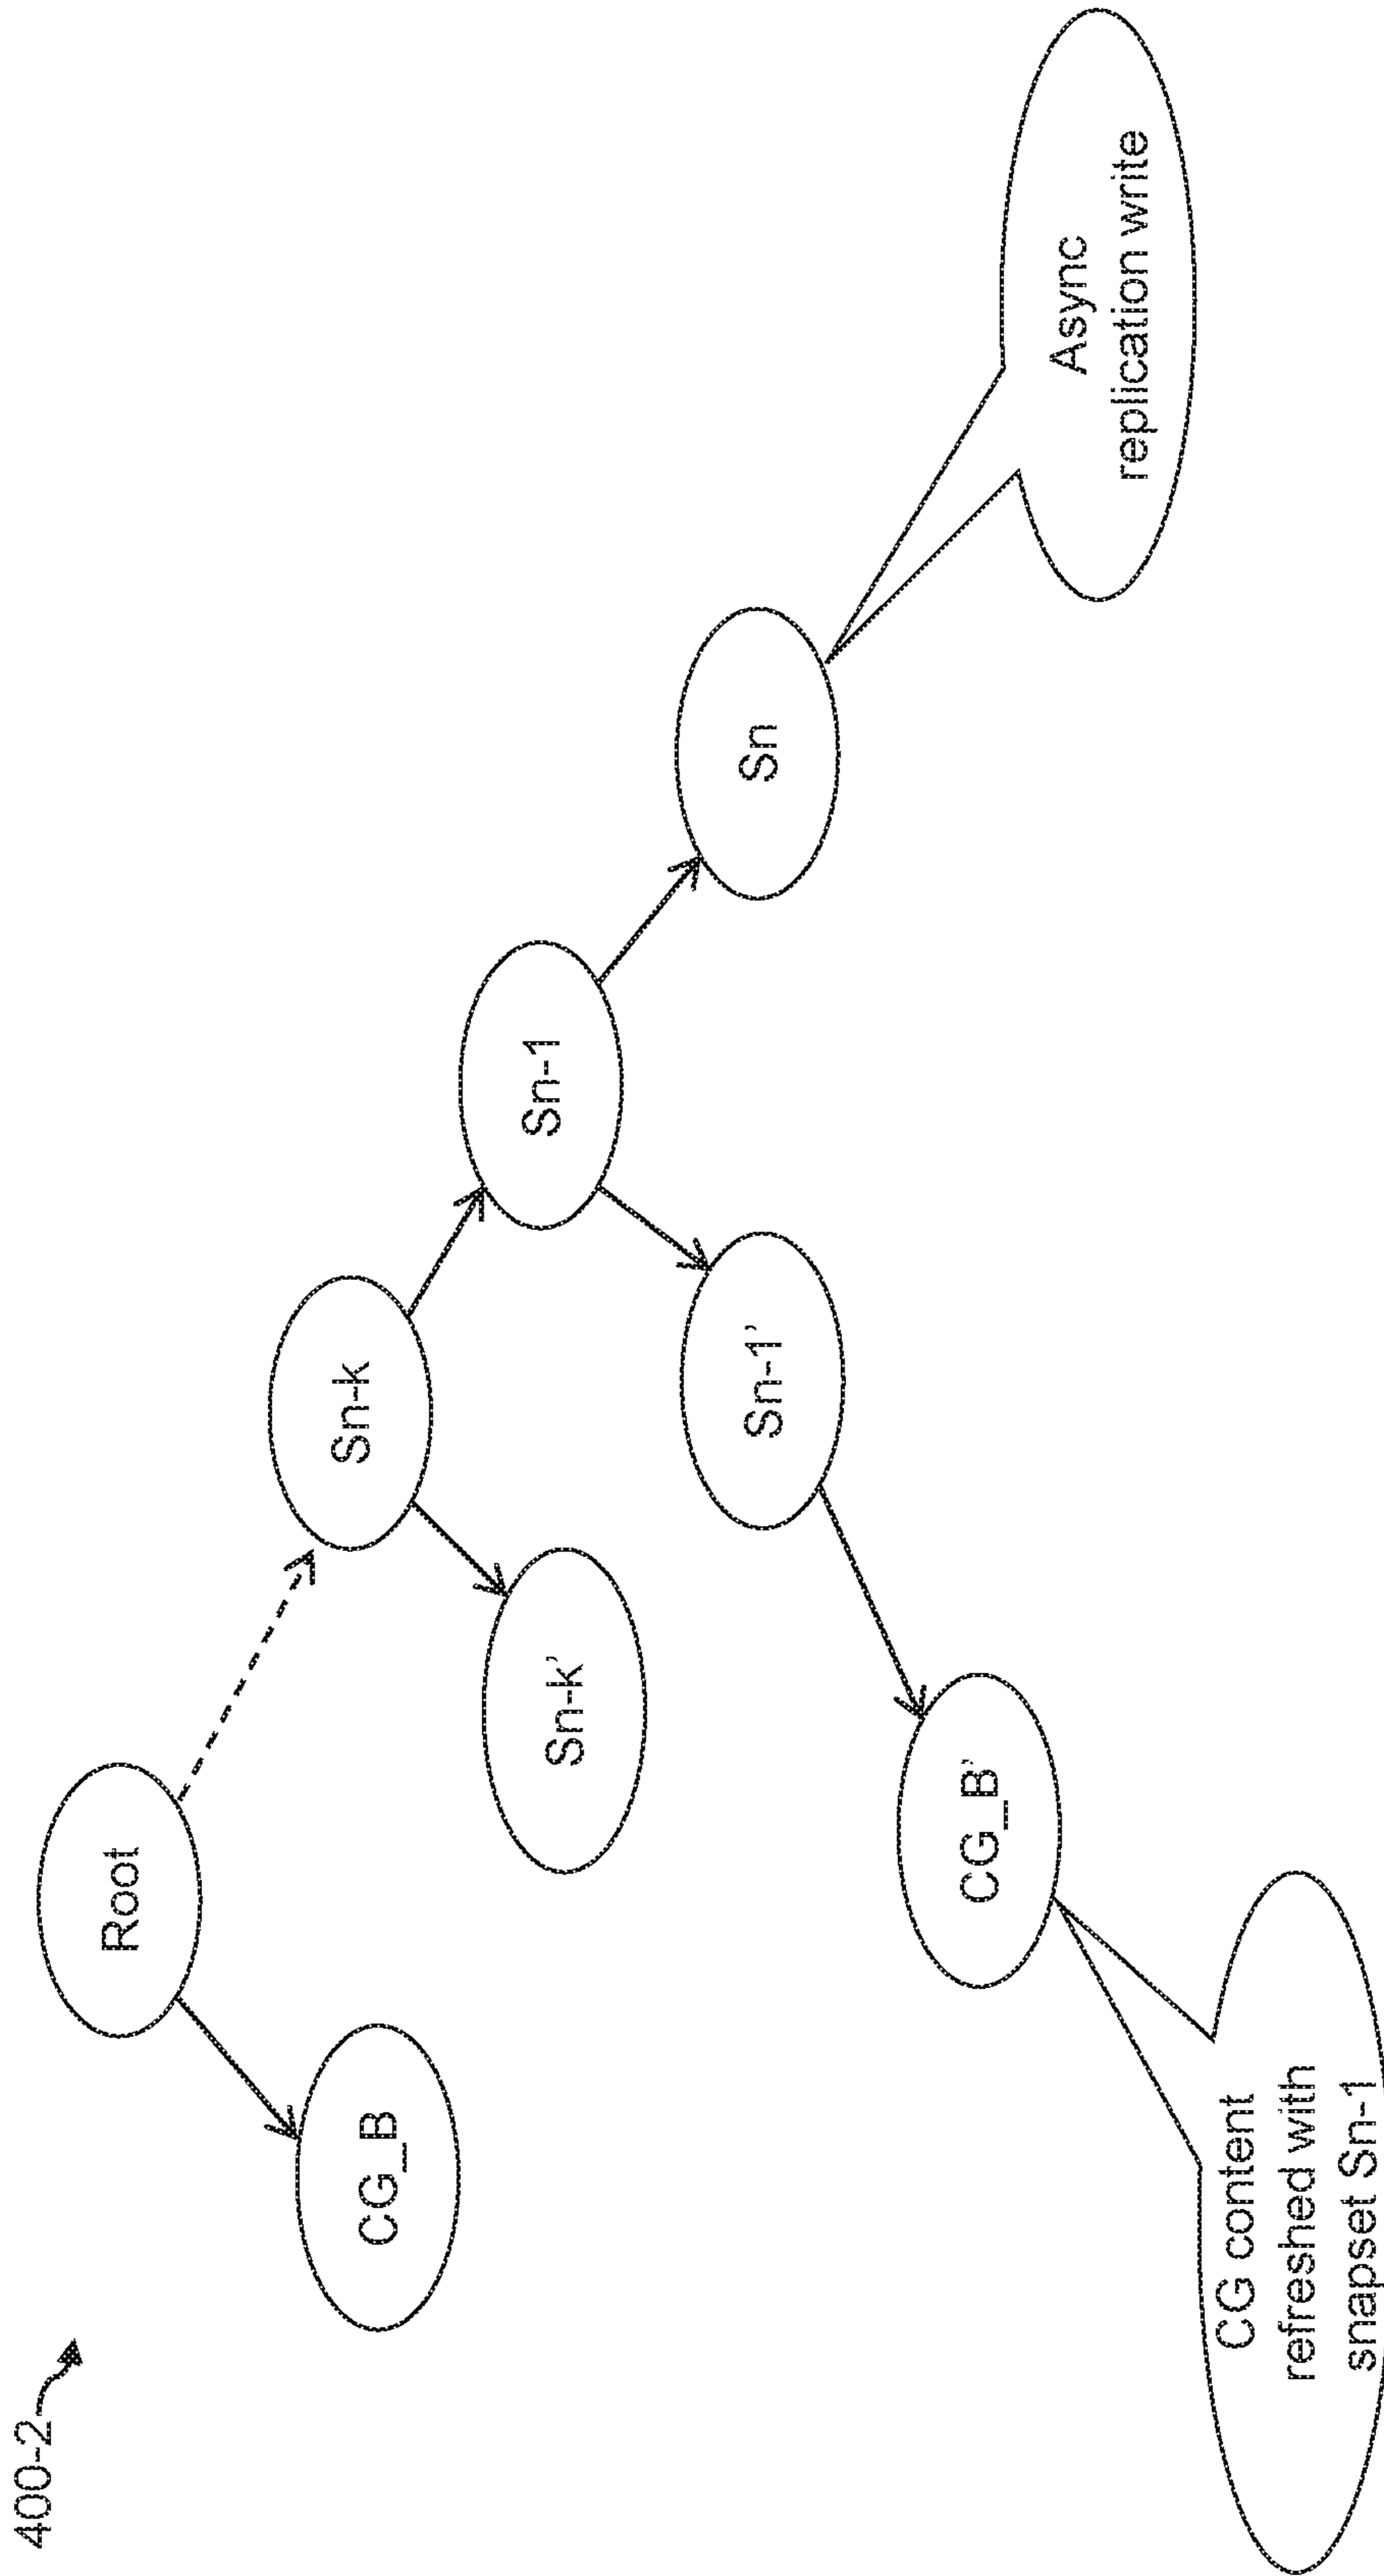 400-2
Root
CG_B
Sn-k
Sn-k’
Sn-1
Sn-1’
Sn
CG_B’
Async
replication write
CG content
refreshed with
snapset Sn-1